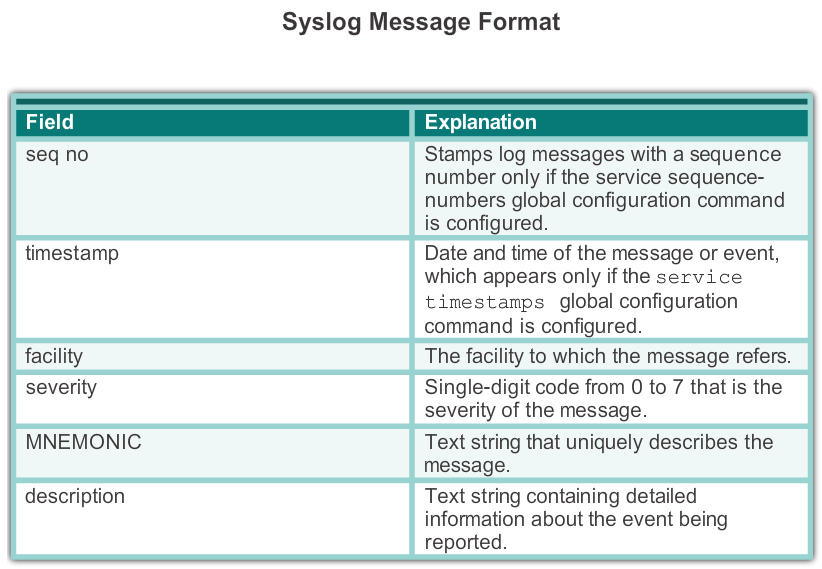 Syslog Message Format
Field
Explanation
seq no
Stamps log messages with a sequence
number only if the service sequence-
numbers global configuration command
is configured.
timestamp
Date and time of the message or event,
which appears only if the service
timestamps global configuration
command is configured.
facility
The facility to which the message refers.
severity
Single-digit code from 0 to 7 that is the
severity of the message.
MNEMONIC
Text string that uniquely describes the
message.
description
Text string containing detailed
information about the event being
reported.